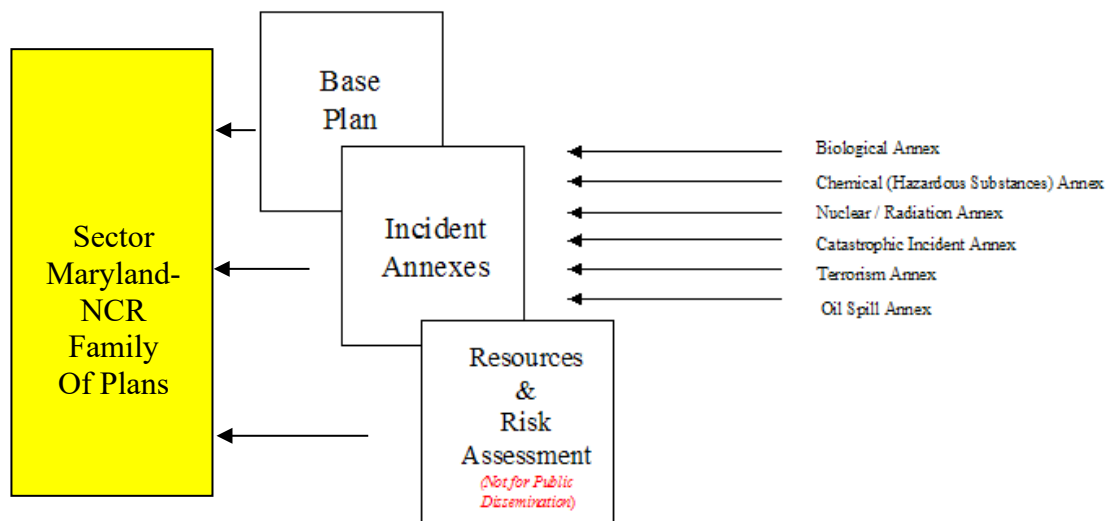 Sector
Maryland-
NCR
Family
Of Plans
Base
Plan
Incident
Annexes
Resources
&
Risk
Assessment
(Not for Public
Dissemination)
Biological Annex
Chemical (Hazardous Substances) Annex
Nuclear / Radiation Annex
Catastrophic Incident Annex
Terrorism Annex
Oil Spill Annex